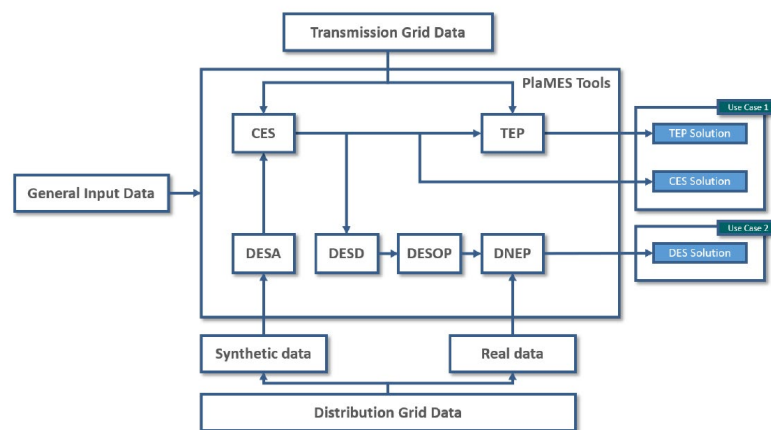 Transmission Grid Data
PlaMES Tools
Use Case 1
CES
TEP
TEP Solution
CES Solution
General Input Data
Use Case 2
DESA
DESD
DESOP
DNEP
DES Solution
Synthetic data
Real data
Distribution Grid Data